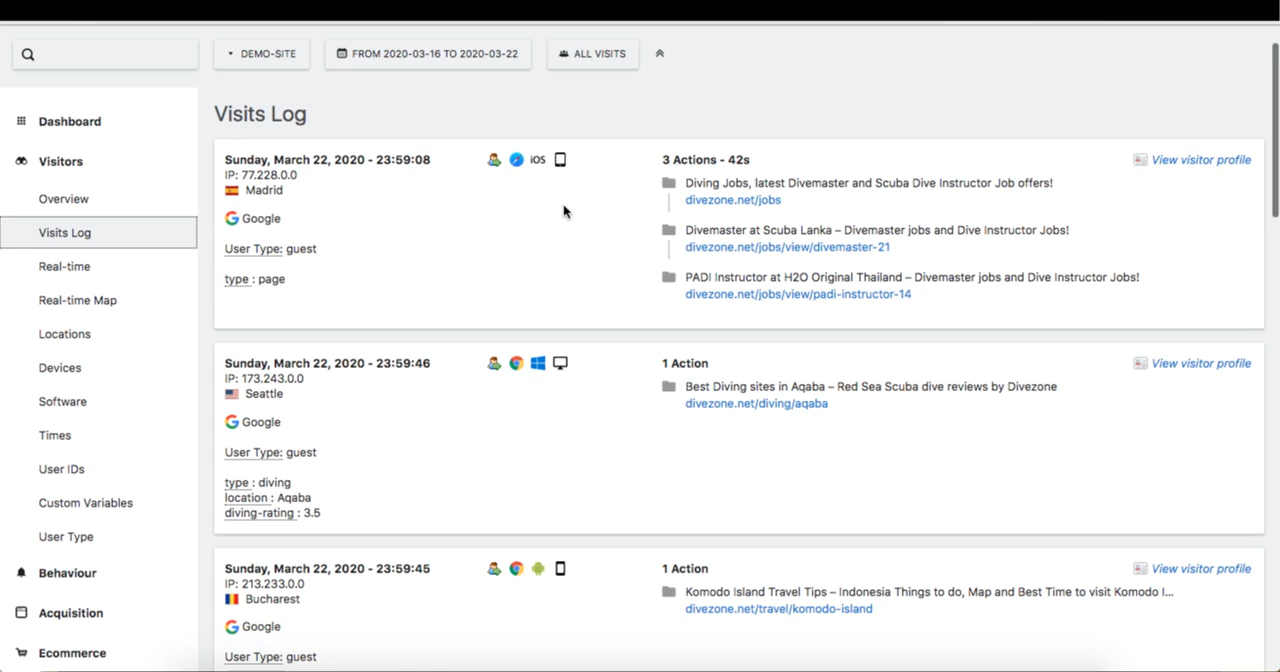 DEMO-SITE
FROM 2020-03-16 TO 2020-03-22
ALL VISITS
Dashboard
Visitors
Overview
Visits Log
Real-time
Real-time Map
Locations
Devices
Software
Times
User IDs
Custom Variables
User Type
Behaviour
Acquisition
Ecommerce
Visits Log
Sunday, March 22, 2020 - 23:59:08
IP: 77.228.0.0
Madrid
Google
User Type: guest
type : page
iOS
3 Actions - 42s
Diving Jobs, latest Divemaster and Scuba Dive Instructor Job offers!
divezone.net/jobs
Divemaster at Scuba Lanka – Divemaster jobs and Dive Instructor Jobs!
divezone.net/jobs/view/divemaster-21
PADI Instructor at H2O Original Thailand – Divemaster jobs and Dive Instructor Jobs!
divezone.net/jobs/view/padi-instructor-14
View visitor profile
Sunday, March 22, 2020 - 23:59:46
IP: 173.243.0.0
Seattle
Google
User Type: guest
type : diving
location : Aqaba
diving-rating : 3.5
1 Action
Best Diving sites in Aqaba – Red Sea Scuba dive reviews by Divezone
divezone.net/diving/aqaba
View visitor profile
Sunday, March 22, 2020 - 23:59:45
IP: 213.233.0.0
Bucharest
Google
User Type: guest
1 Action
Komodo Island Travel Tips – Indonesia Things to do, Map and Best Time to visit Komodo I...
divezone.net/travel/komodo-island
View visitor profile